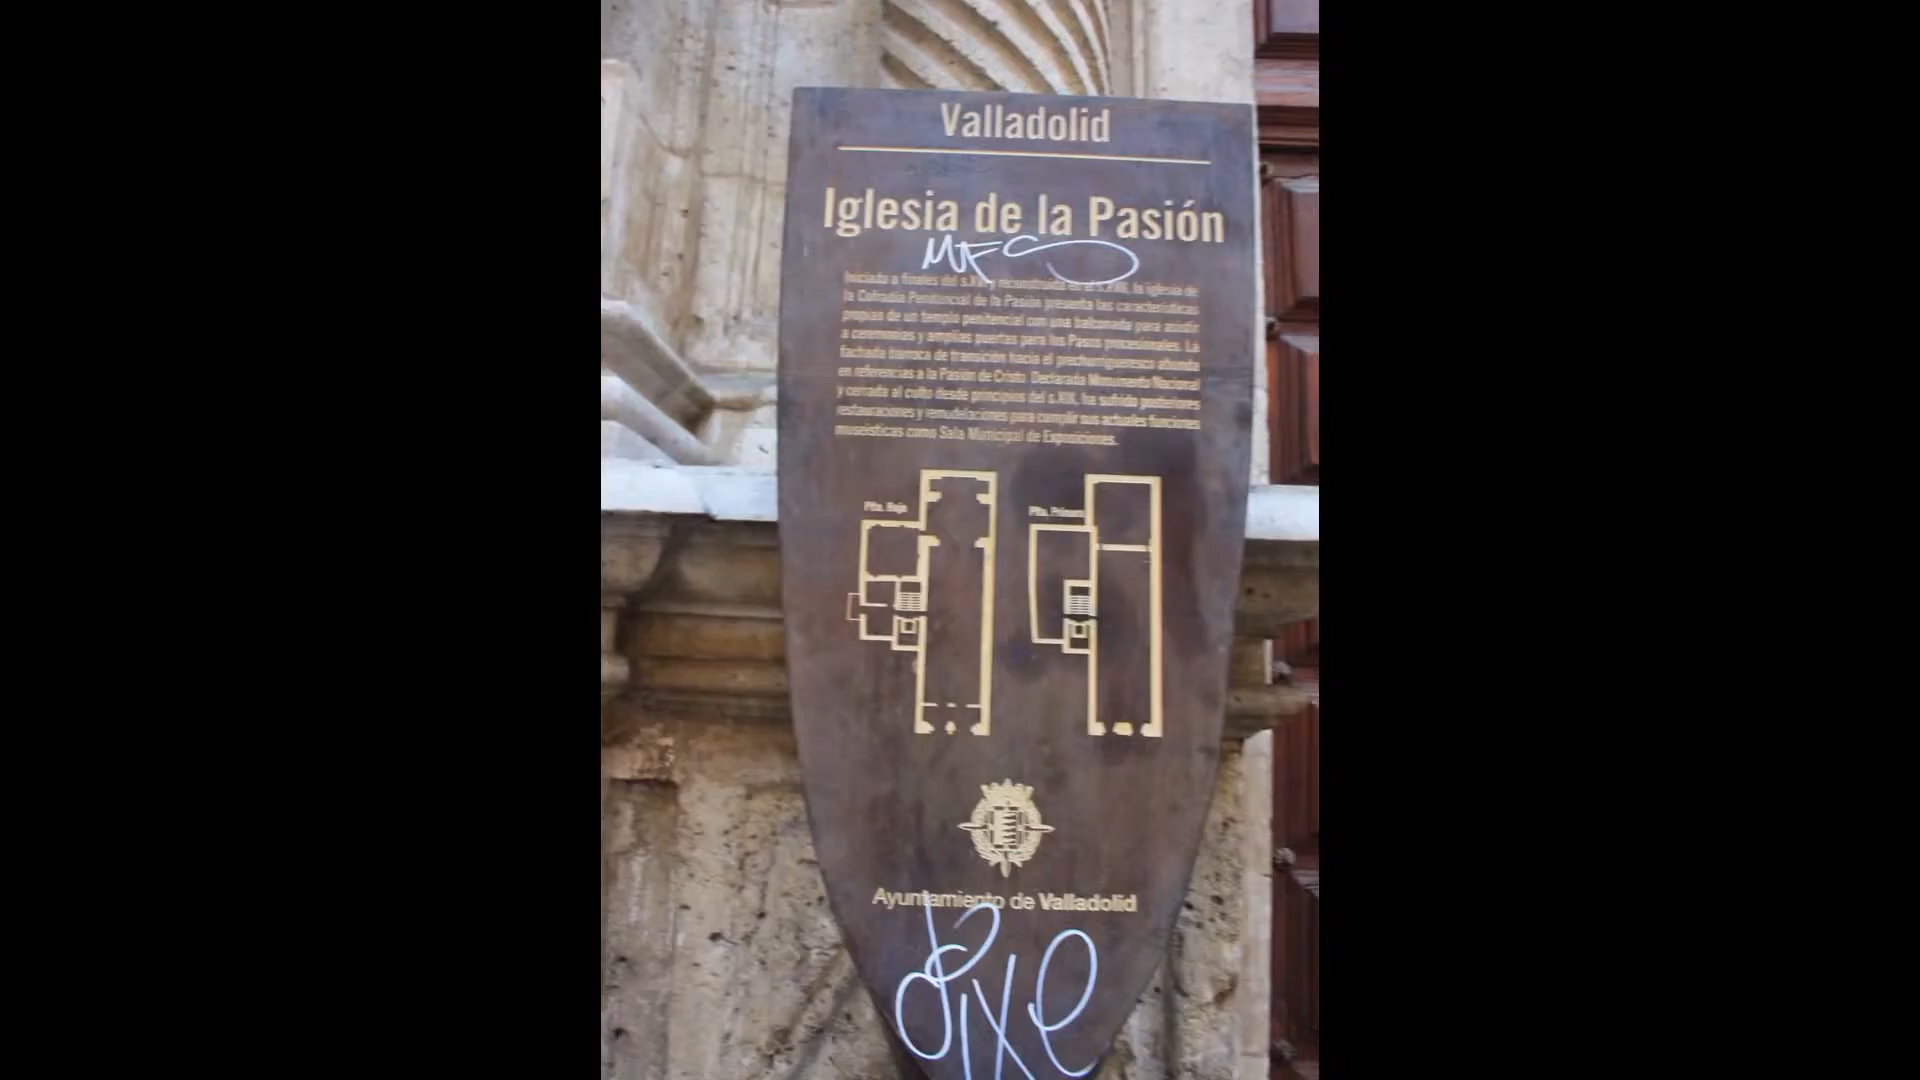 Valladolid
Iglesia de la Pasión
Iniciada a finales del s.XVI y reconstruida en el s.XVII, la iglesia de
la Cofradía Penitencial de la Pasión presenta las características
propias de un templo penitencial con una balconada para asistir
a ceremonias y amplias puertas para los Pasos procesionales. La
fachada barroca de transición hacia el prechurrigueresco abunda
en referencias a la Pasión de Cristo. Declarada Monumento Nacional
y cerrada al culto desde principios del s.XIX, ha sufrido posteriores
restauraciones y remodelaciones para cumplir sus actuales funciones
museísticas como Sala Municipal de Exposiciones.
Plta. Baja
Plta. Primera
Ayuntamiento de Valladolid